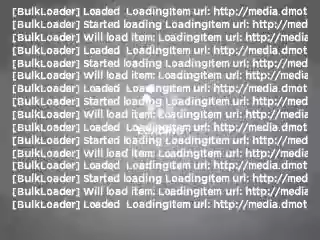 [BulkLoader] Loaded  LoadingItem url: http://media.dmot
[BulkLoader] Started loading LoadingItem url: http://med
[BulkLoader] Will load item: LoadingItem url: http://media
[BulkLoader] Loaded  LoadingItem url: http://media.dmot
[BulkLoader] Started loading LoadingItem url: http://med
[BulkLoader] Will load item: LoadingItem url: http://media
[BulkLoader] Loaded  LoadingItem url: http://media.dmot
[BulkLoader] Started loading LoadingItem url: http://med
[BulkLoader] Will load item: LoadingItem url: http://media
[BulkLoader] Loaded  LoadingItem url: http://media.dmot
[BulkLoader] Started loading LoadingItem url: http://med
[BulkLoader] Will load item: LoadingItem url: http://media
[BulkLoader] Loaded  LoadingItem url: http://media.dmot
[BulkLoader] Started loading LoadingItem url: http://med
[BulkLoader] Will load item: LoadingItem url: http://media
[BulkLoader] Loaded  LoadingItem url: http://media.dmot